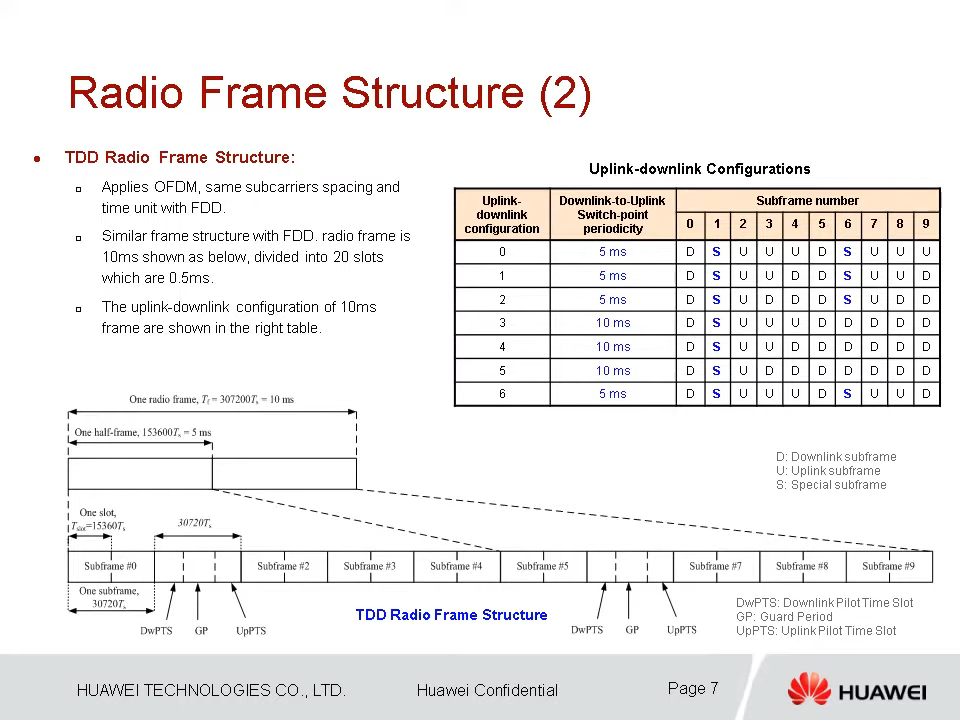 Radio Frame Structure (2)
● TDD Radio Frame Structure:
Applies OFDM, same subcarriers spacing and
time unit with FDD.
Similar frame structure with FDD. radio frame is
10ms shown as below, divided into 20 slots
which are 0.5ms.
The uplink-downlink configuration of 10ms
frame are shown in the right table.
Uplink-downlink Configurations
Uplink-
downlink
configuration
Downlink-to-Uplink
Switch-point
periodicity
Subframe number
0 1 2 3 4 5 6 7 8 9
0 5 ms D S U U U D S U U U
1 5 ms D S U U D D S U U D
2 5 ms D S U D D D S U D D
3 10 ms D S U U U D D D D D
4 10 ms D S U U D D D D D D
5 10 ms D S U D D D D D D D
6 5 ms D S U U U D S U U D
D: Downlink subframe
U: Uplink subframe
S: Special subframe
One radio frame, Tf = 307200Ts = 10 ms
One half-frame, 153600Ts = 5 ms
One slot,
Tslot=15360Ts
30720Ts
Subframe #0 Subframe #2 Subframe #3 Subframe #4 Subframe #5 Subframe #7 Subframe #8 Subframe #9
One subframe,
30720Ts
DwPTS GP UpPTS
DwPTS GP UpPTS
TDD Radio Frame Structure
DwPTS: Downlink Pilot Time Slot
GP: Guard Period
UpPTS: Uplink Pilot Time Slot
HUAWEI TECHNOLOGIES CO., LTD. Huawei Confidential Page 7 HUAWEI